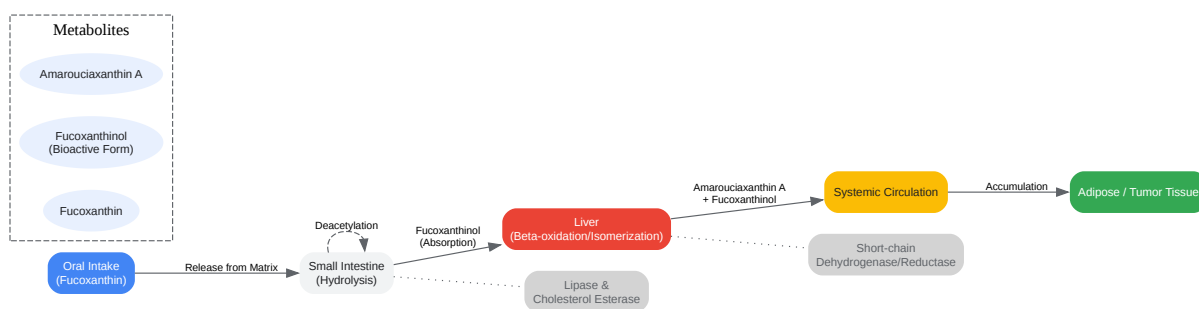 Metabolites
Amarouciaxanthin A
Fucoxanthinol
(Bioactive Form)
Fucoxanthin
Oral Intake
(Fucoxanthin)
Release from Matrix
Deacetylation
Small Intestine
(Hydrolysis)
Fucoxanthinol
(Absorption)
Liver
(Beta-oxidation/Isomerization)
Lipase &
Cholesterol Esterase
Amarouciaxanthin A
+ Fucoxanthinol
Systemic Circulation
Short-chain
Dehydrogenase/Reductase
Accumulation
Adipose / Tumor Tissue